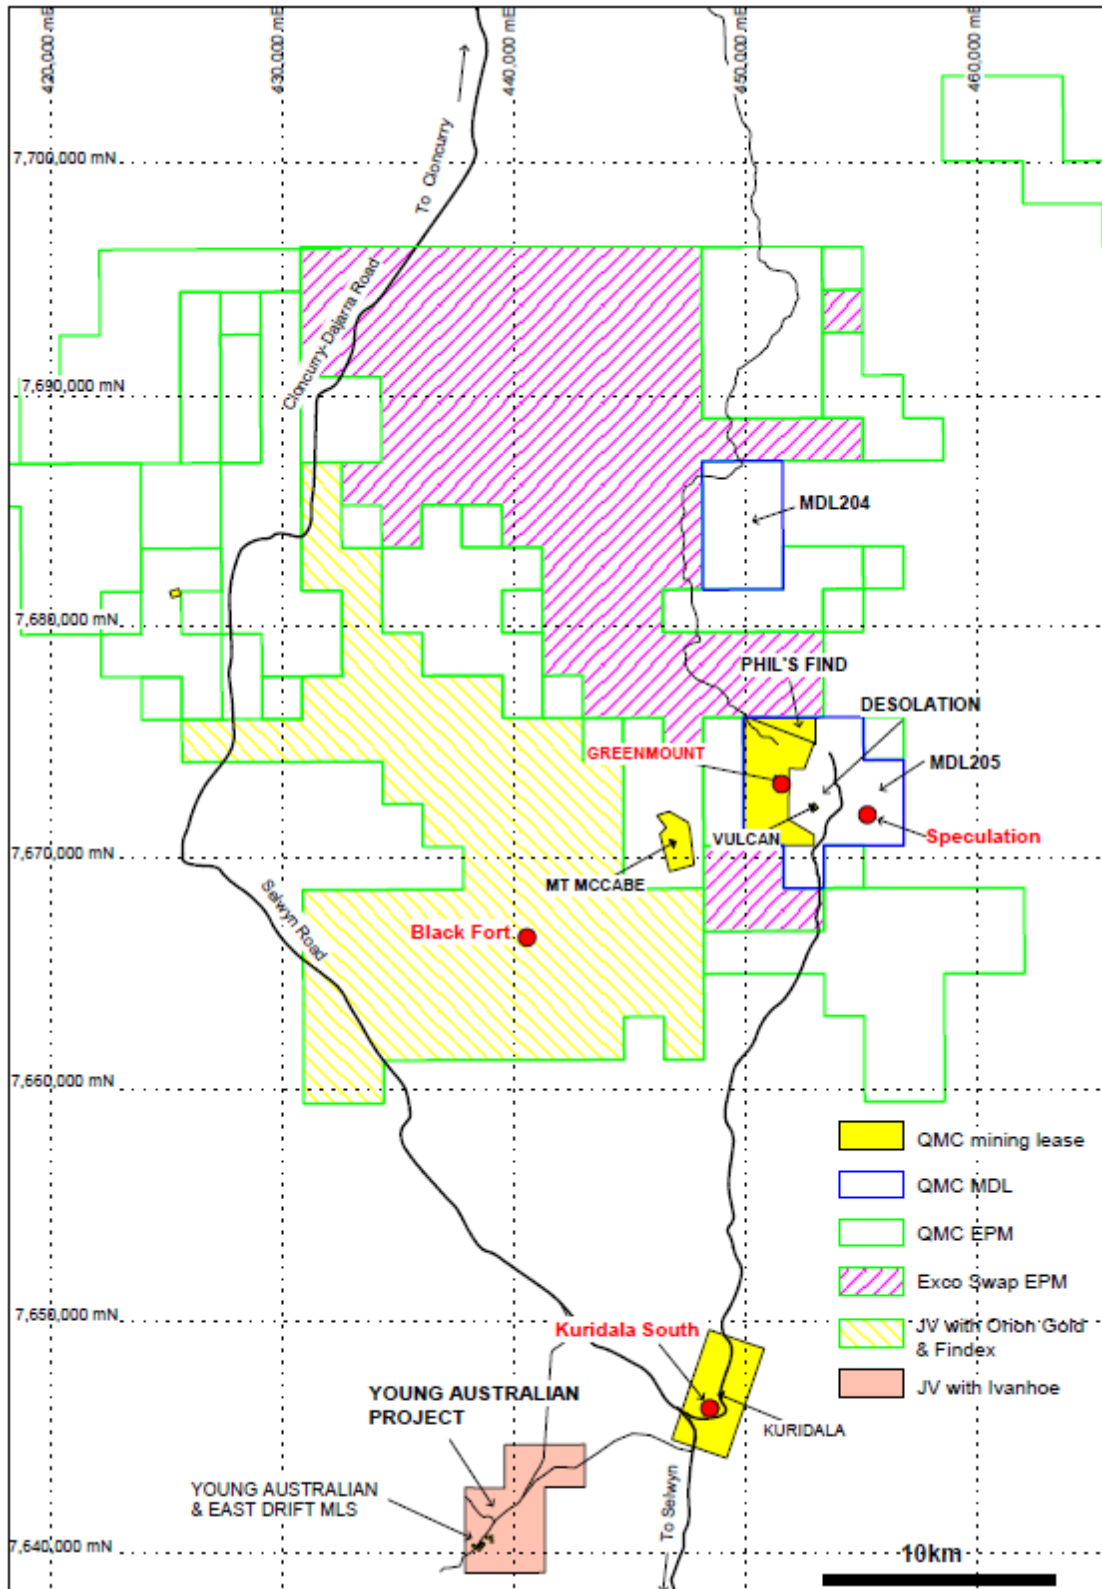 420,000 mE
430,000 mE
440,000 mE
450,000 mE
460,000 mE
To Cloncurry
7,700,000 mN
Cloncurry-Dajarra Road
7,690,000 mN
MDL204
7,680,000 mN
PHIL'S FIND
DESOLATION
GREENMOUNT
MDL205
VULCAN
Speculation
7,670,000 mN
MT MCCABE
Selwyn Road
Black Fort
7,660,000 mN
QMC mining lease
QMC MDL
QMC EPM
Exco Swap EPM
JV with Orion Gold
& Findex
JV with Ivanhoe
7,650,000 mN
Kuridala South
YOUNG AUSTRALIAN
PROJECT
KURIDALA
YOUNG AUSTRALIAN
& EAST DRIFT MLS
To Selwyn
7,640,000 mN
10km